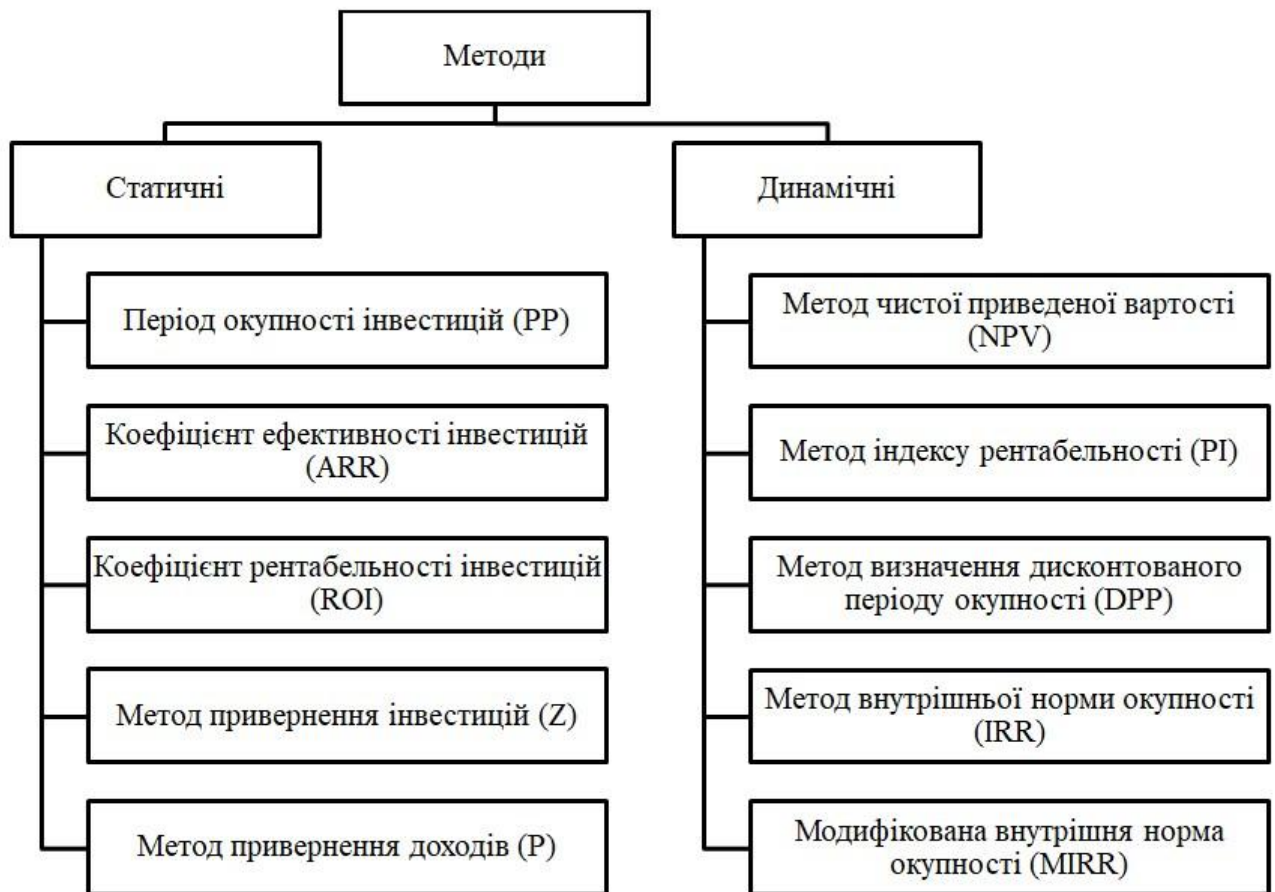 Методи
Статичні
Період окупності інвестицій (PP)
Коефіцієнт ефективності інвестицій
(ARR)
Коефіцієнт рентабельності інвестицій
(ROI)
Метод привернення інвестицій (Z)
Метод привернення доходів (P)
Динамічні
Метод чистої приведеної вартості
(NPV)
Метод індексу рентабельності (PI)
Метод визначення дисконтованого
періоду окупності (DPP)
Метод внутрішньої норми окупності
(IRR)
Модифікована внутрішня норма
окупності (MIRR)